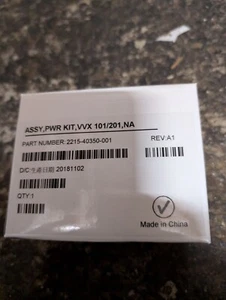 ASSY,PWR KIT,VVX 101/201,NA
PART NUMBER: 2215-40350-001
REV:A1
D/C:生產日期 20181102
QTY:1
Made in China